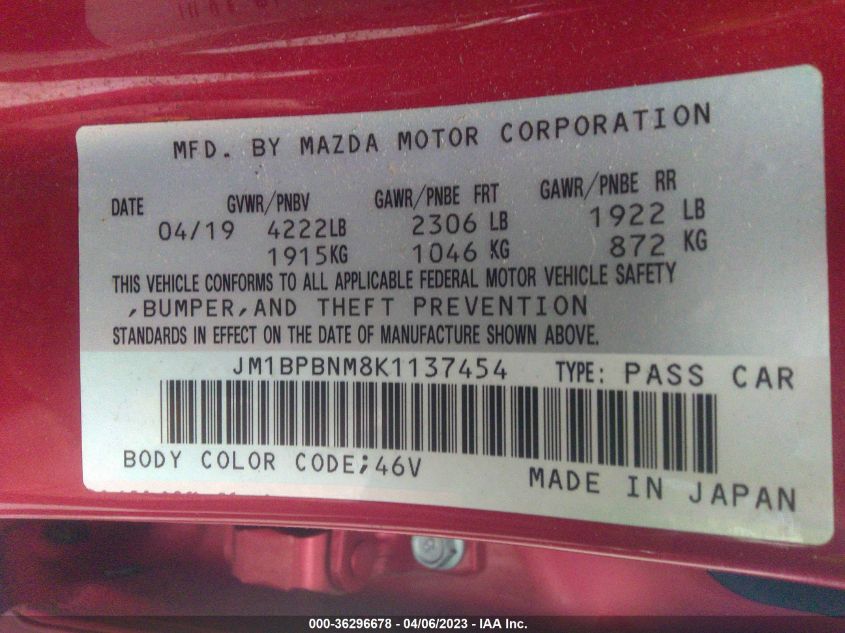 MFD. BY MAZDA MOTOR CORPORATION
DATE GVWR/PNBV GAWR/PNBE FRT GAWR/PNBE RR
04/19 4222LB 2306 LB 1922 LB
1915KG 1046 KG 872 KG
THIS VEHICLE CONFORMS TO ALL APPLICABLE FEDERAL MOTOR VEHICLE SAFETY
,BUMPER,AND THEFT PREVENTION
STANDARDS IN EFFECT ON THE DATE OF MANUFACTURE SHOWN ABOVE.
JM1BPBNM8K1137454 TYPE: PASS CAR
BODY COLOR CODE;46V
MADE IN JAPAN
000-36296678 - 04/06/2023 - IAA Inc.